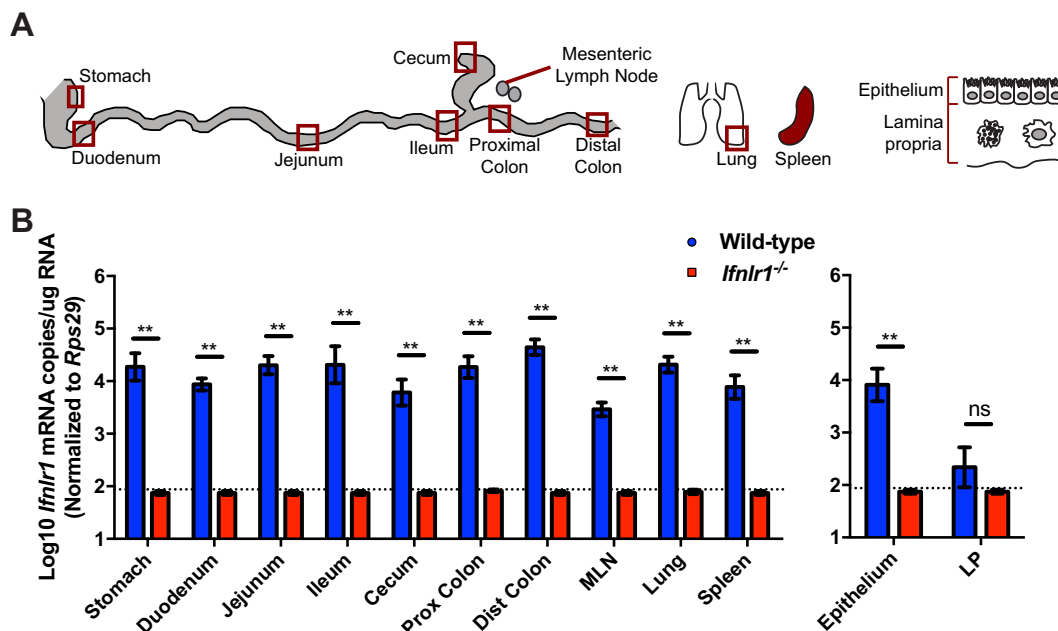 A
Stomach
Duodenum
Jejunum
Cecum
Ileum
Mesenteric
Lymph Node
Proximal
Colon
Distal
Colon
Lung
Spleen
Epithelium
Lamina
propria
B
Wild-type
Ifnlr1-/-
Log10 Ifnlr1 mRNA copies/ug RNA
(Normalized to Rps29)
6
5
4
3
2
1
**
**
**
**
**
**
**
**
**
**
Stomach
Duodenum
Jejunum
Ileum
Cecum
Prox Colon
Dist Colon
MLN
Lung
Spleen
6
5
4
3
2
1
**
ns
Epithelium
LP